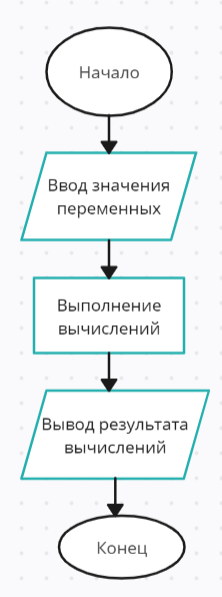 Начало
Ввод значения
переменных
Выполнение
вычислений
Вывод результата
вычислений
Конец